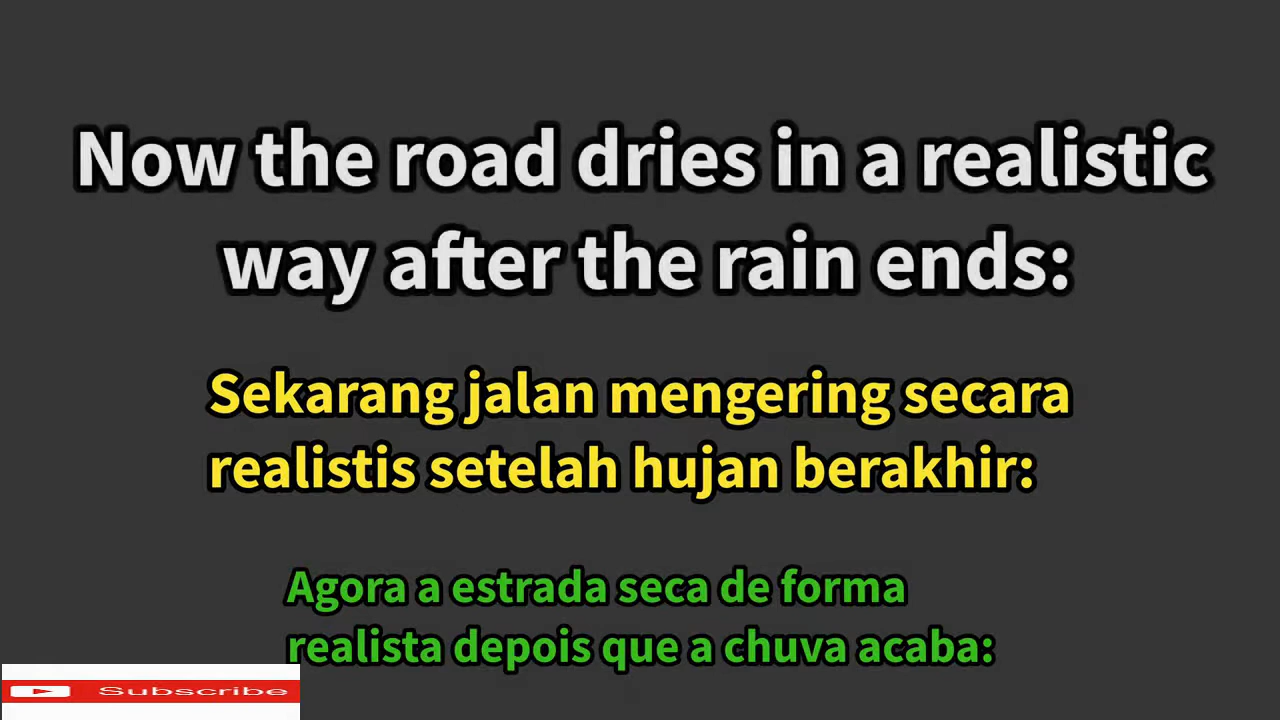 Now the road dries in a realistic
way after the rain ends:
Sekarang jalan mengering secara
realistis setelah hujan berakhir:
Agora a estrada seca de forma
realista depois que a chuva acaba:
Subscribe